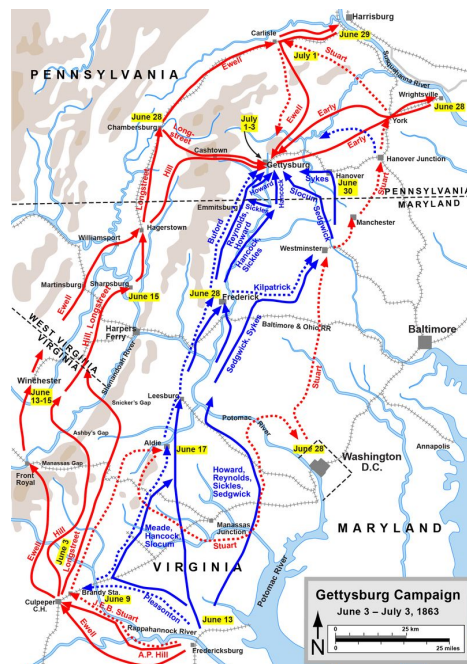 Harrisburg
Carlisle
June 29
Ewell
Stuart
July 1
Susquehanna River
PENNSYLVANIA
Ewell
Wrightsville
June 28
June 28
Chambersburg
Long-
street
July
1-3
Early
York
Cashtown
Hill
Gettysburg
Early
Hanover Junction
Longstreet
Howard
Sickles
Hancock
Sykes
Hanover
June
30
Stuart
Slocum
Sedgwick
PENNSYLVANIA
MARYLAND
Emmitsburg
Buford
Reynolds,
Howard
Hancock,
Sickles
Manchester
Hagerstown
Williamsport
Westminster
Martinsburg
Ewell
Sharpsburg
June 15
Hill, Longstreet
June 28
Frederick
Kilpatrick
Sedgwick, Sykes
Baltimore & Ohio RR
Baltimore
Harpers
Ferry
WEST VIRGINIA
VIRGINIA
Shenandoah River
Stuart
Winchester
June
13-15
Snicker's Gap
Leesburg
Potomac
River
Annapolis
Ashby's Gap
Aldie
June 17
June 28
Washington
D.C.
Manassas Gap
Front
Royal
Howard,
Reynolds,
Sickles,
Sedgwick
Meade,
Hancock,
Slocum
Manassas
Junction
Stuart
MARYLAND
Ewell
Hill
June 3
Longstreet
VIRGINIA
Potomac River
Culpeper
C.H.
Brandy Sta.
June 9
J.E.B. Stuart
Pleasonton
June 13
Rappahannock River
Ewell
A.P. Hill
Fredericksburg
Gettysburg Campaign
June 3 – July 3, 1863
N
25 km
25 miles